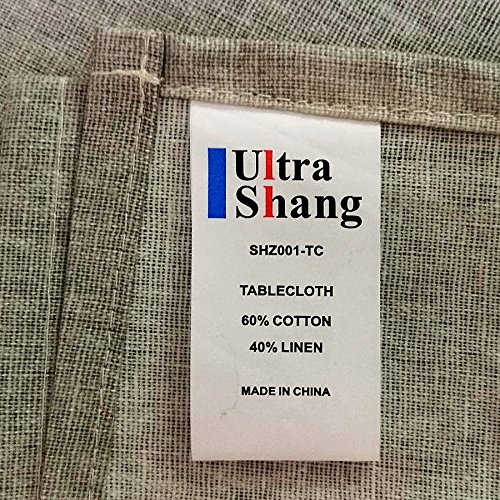 Ultra
Shang
SHZ001-TC
TABLECLOTH
60% COTTON
40% LINEN
MADE IN CHINA